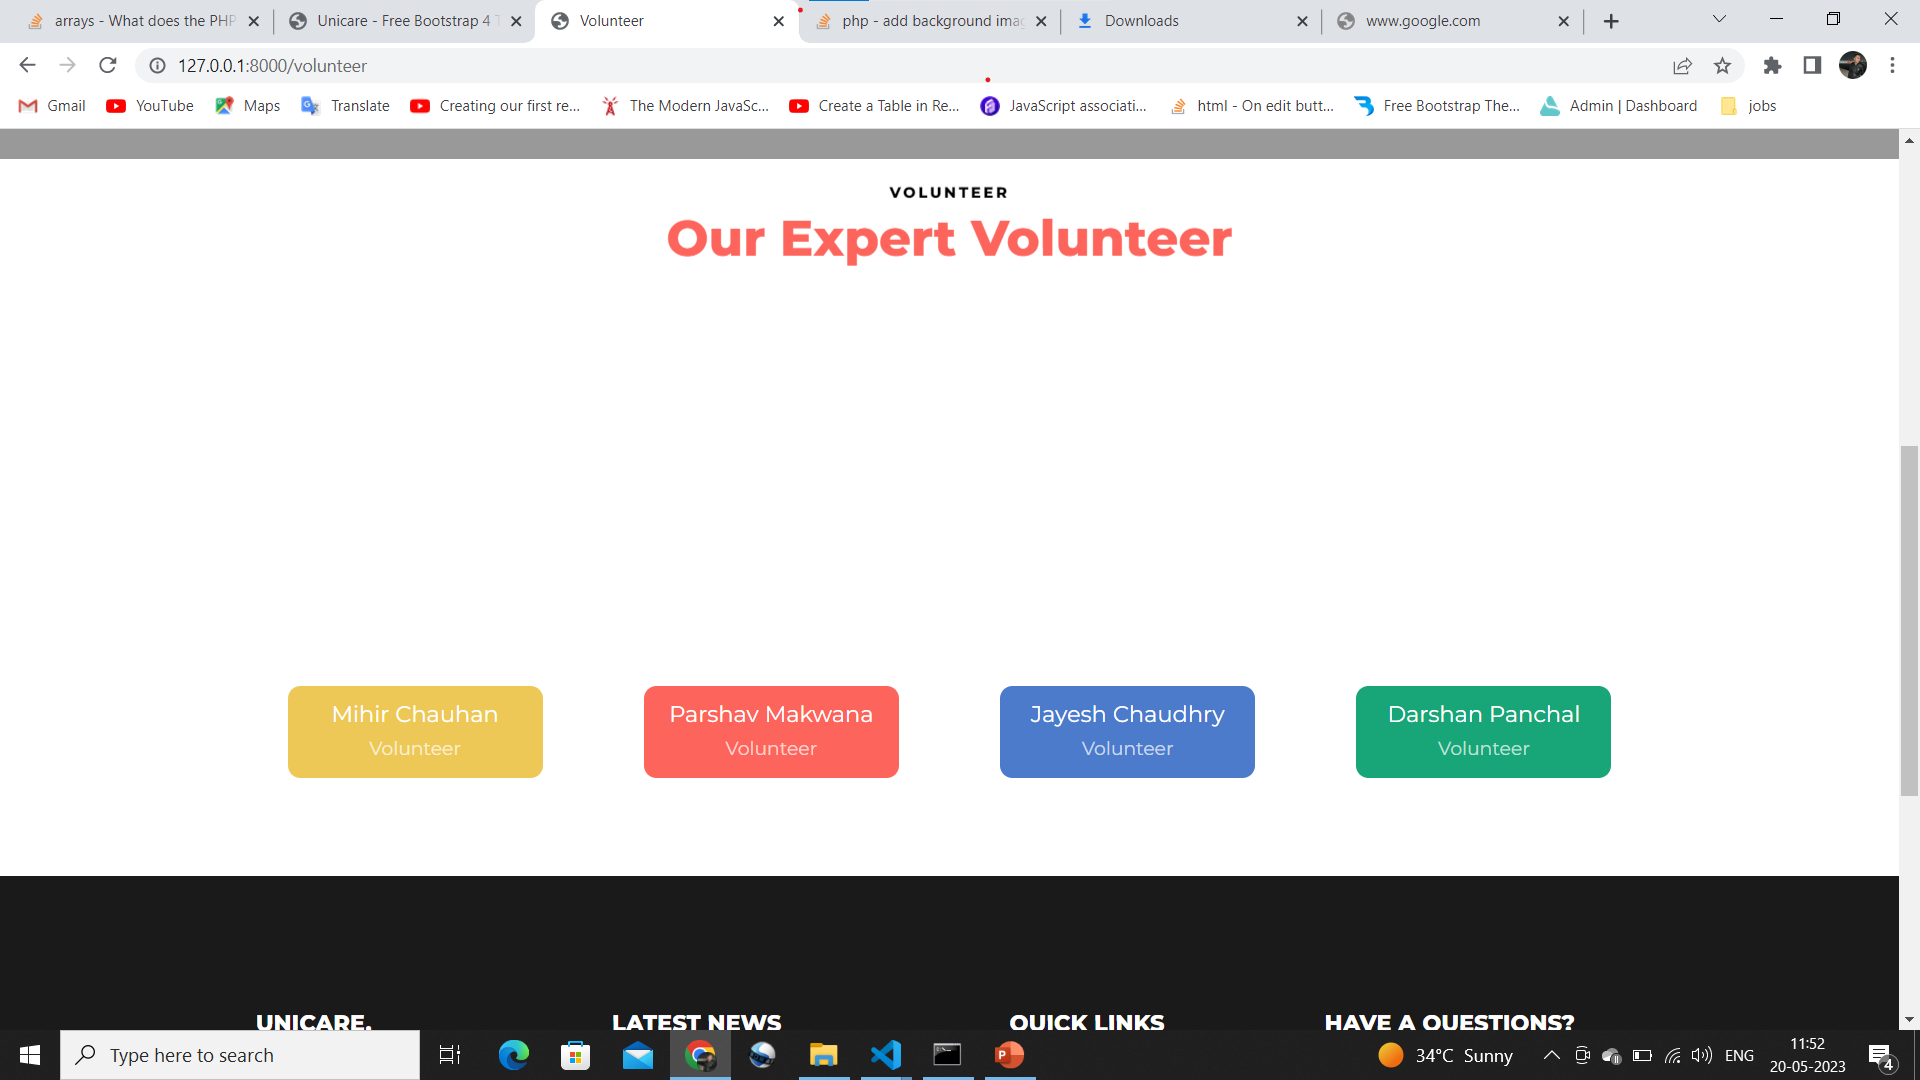 arrays - What does the PHP
Unicare - Free Bootstrap 4 T
Volunteer
php - add background imag
Downloads
www.google.com
127.0.0.1:8000/volunteer
Gmail
YouTube
Maps
Translate
Creating our first re...
The Modern JavaSc...
Create a Table in Re...
JavaScript associati...
html - On edit butt...
Free Bootstrap The...
Admin | Dashboard
jobs
VOLUNTEER
Our Expert Volunteer
Mihir Chauhan
Volunteer
Parshav Makwana
Volunteer
Jayesh Chaudhry
Volunteer
Darshan Panchal
Volunteer
UNICARE.
LATEST NEWS
QUICK LINKS
HAVE A QUESTIONS?
Type here to search
34°C Sunny
ENG
11:52
20-05-2023
4